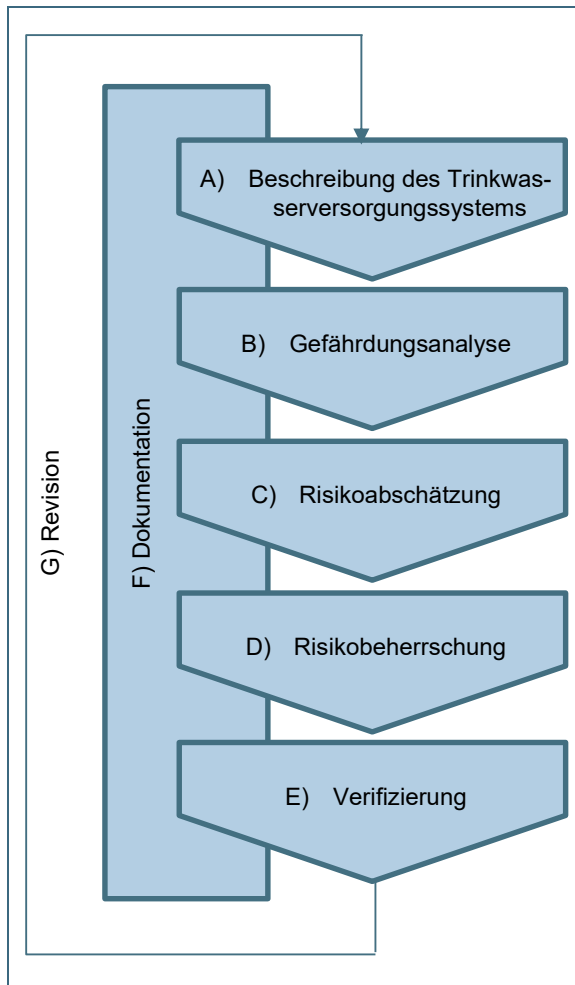 A) Beschreibung des Trinkwas-
serversorgungssystems
B) Gefährdungsanalyse
C) Risikoabschätzung
D) Risikobeherrschung
E) Verifizierung
F) Dokumentation
G) Revision